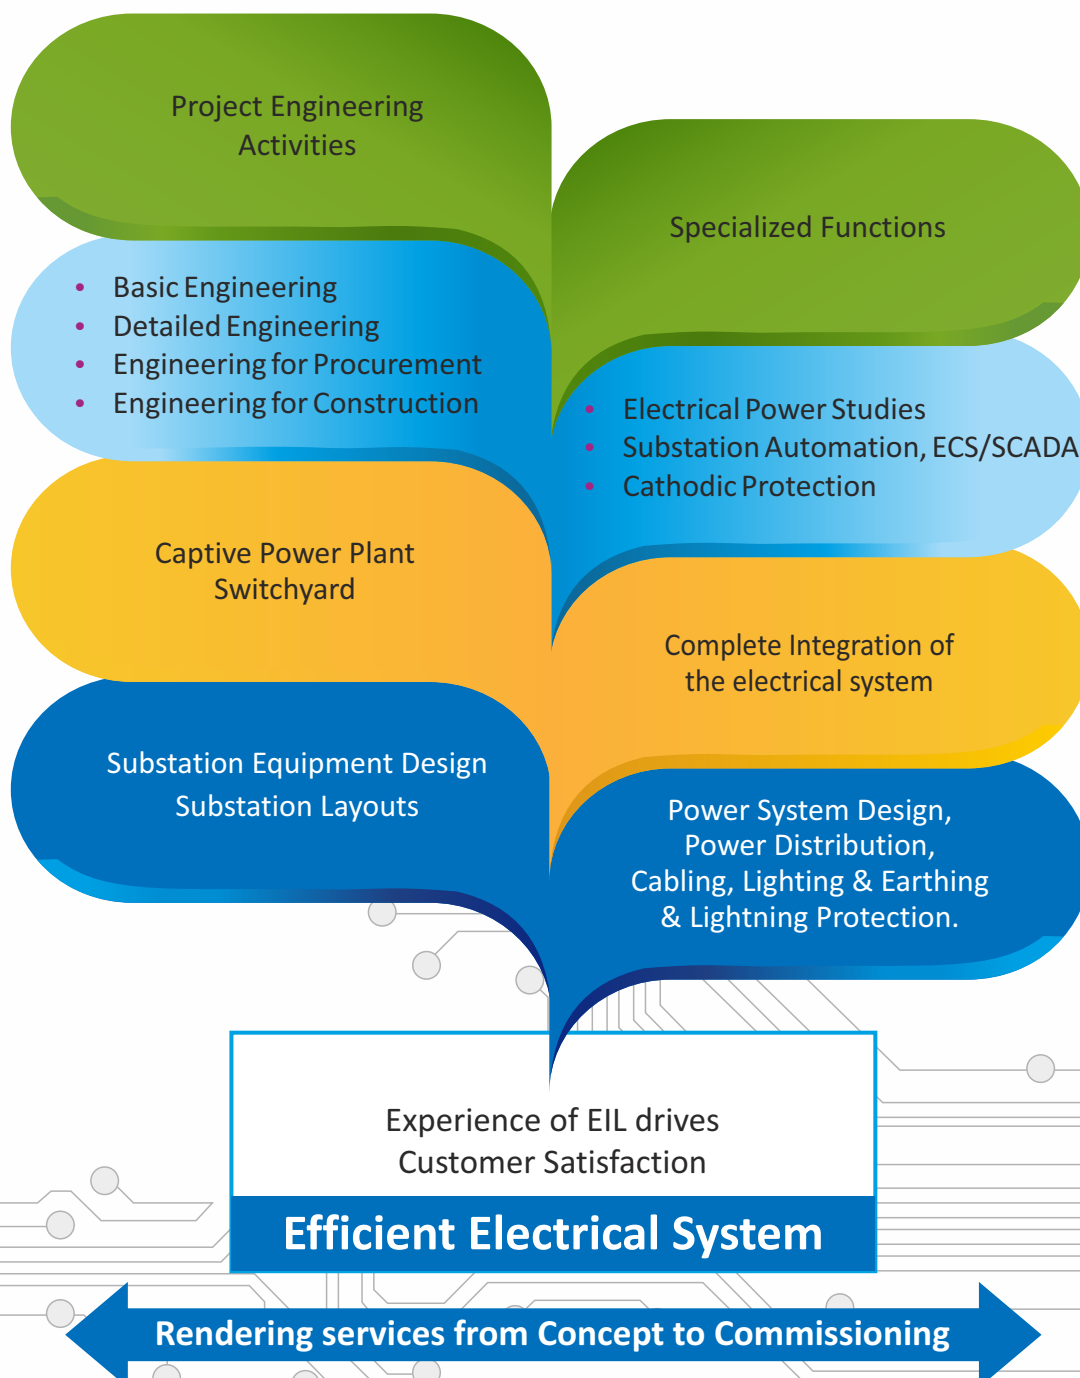 Project Engineering
Activities
Specialized Functions
• Basic Engineering
• Detailed Engineering
• Engineering for Procurement
• Engineering for Construction
• Electrical Power Studies
• Substation Automation, ECS/SCADA
• Cathodic Protection
Captive Power Plant
Switchyard
Complete Integration of
the electrical system
Substation Equipment Design
Substation Layouts
Power System Design,
Power Distribution,
Cabling, Lighting & Earthing
& Lightning Protection.
Experience of EIL drives
Customer Satisfaction
Efficient Electrical System
Rendering services from Concept to Commissioning